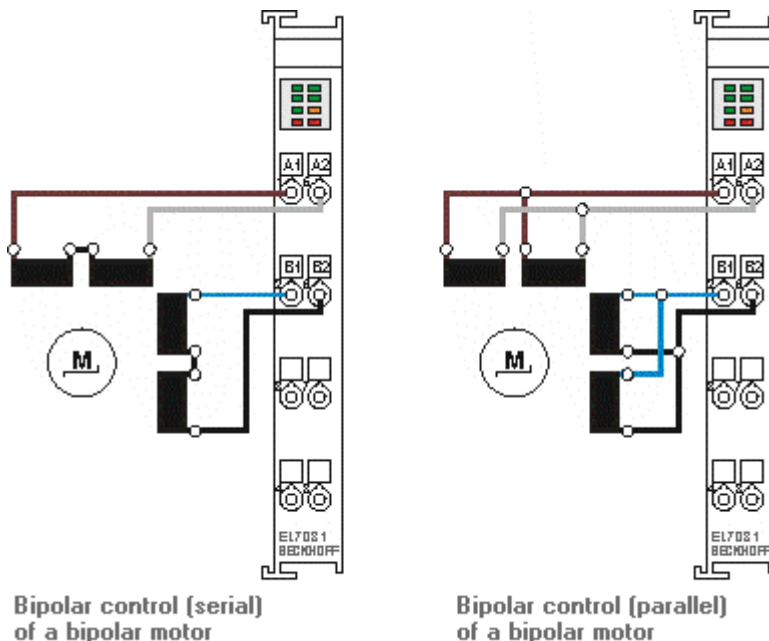 A1 A2
A1 A2
B1 B2
B1 B2
M
M
EL7031
BECKHOFF
EL7031
BECKHOFF
Bipolar control (serial)
of a bipolar motor
Bipolar control (parallel)
of a bipolar motor